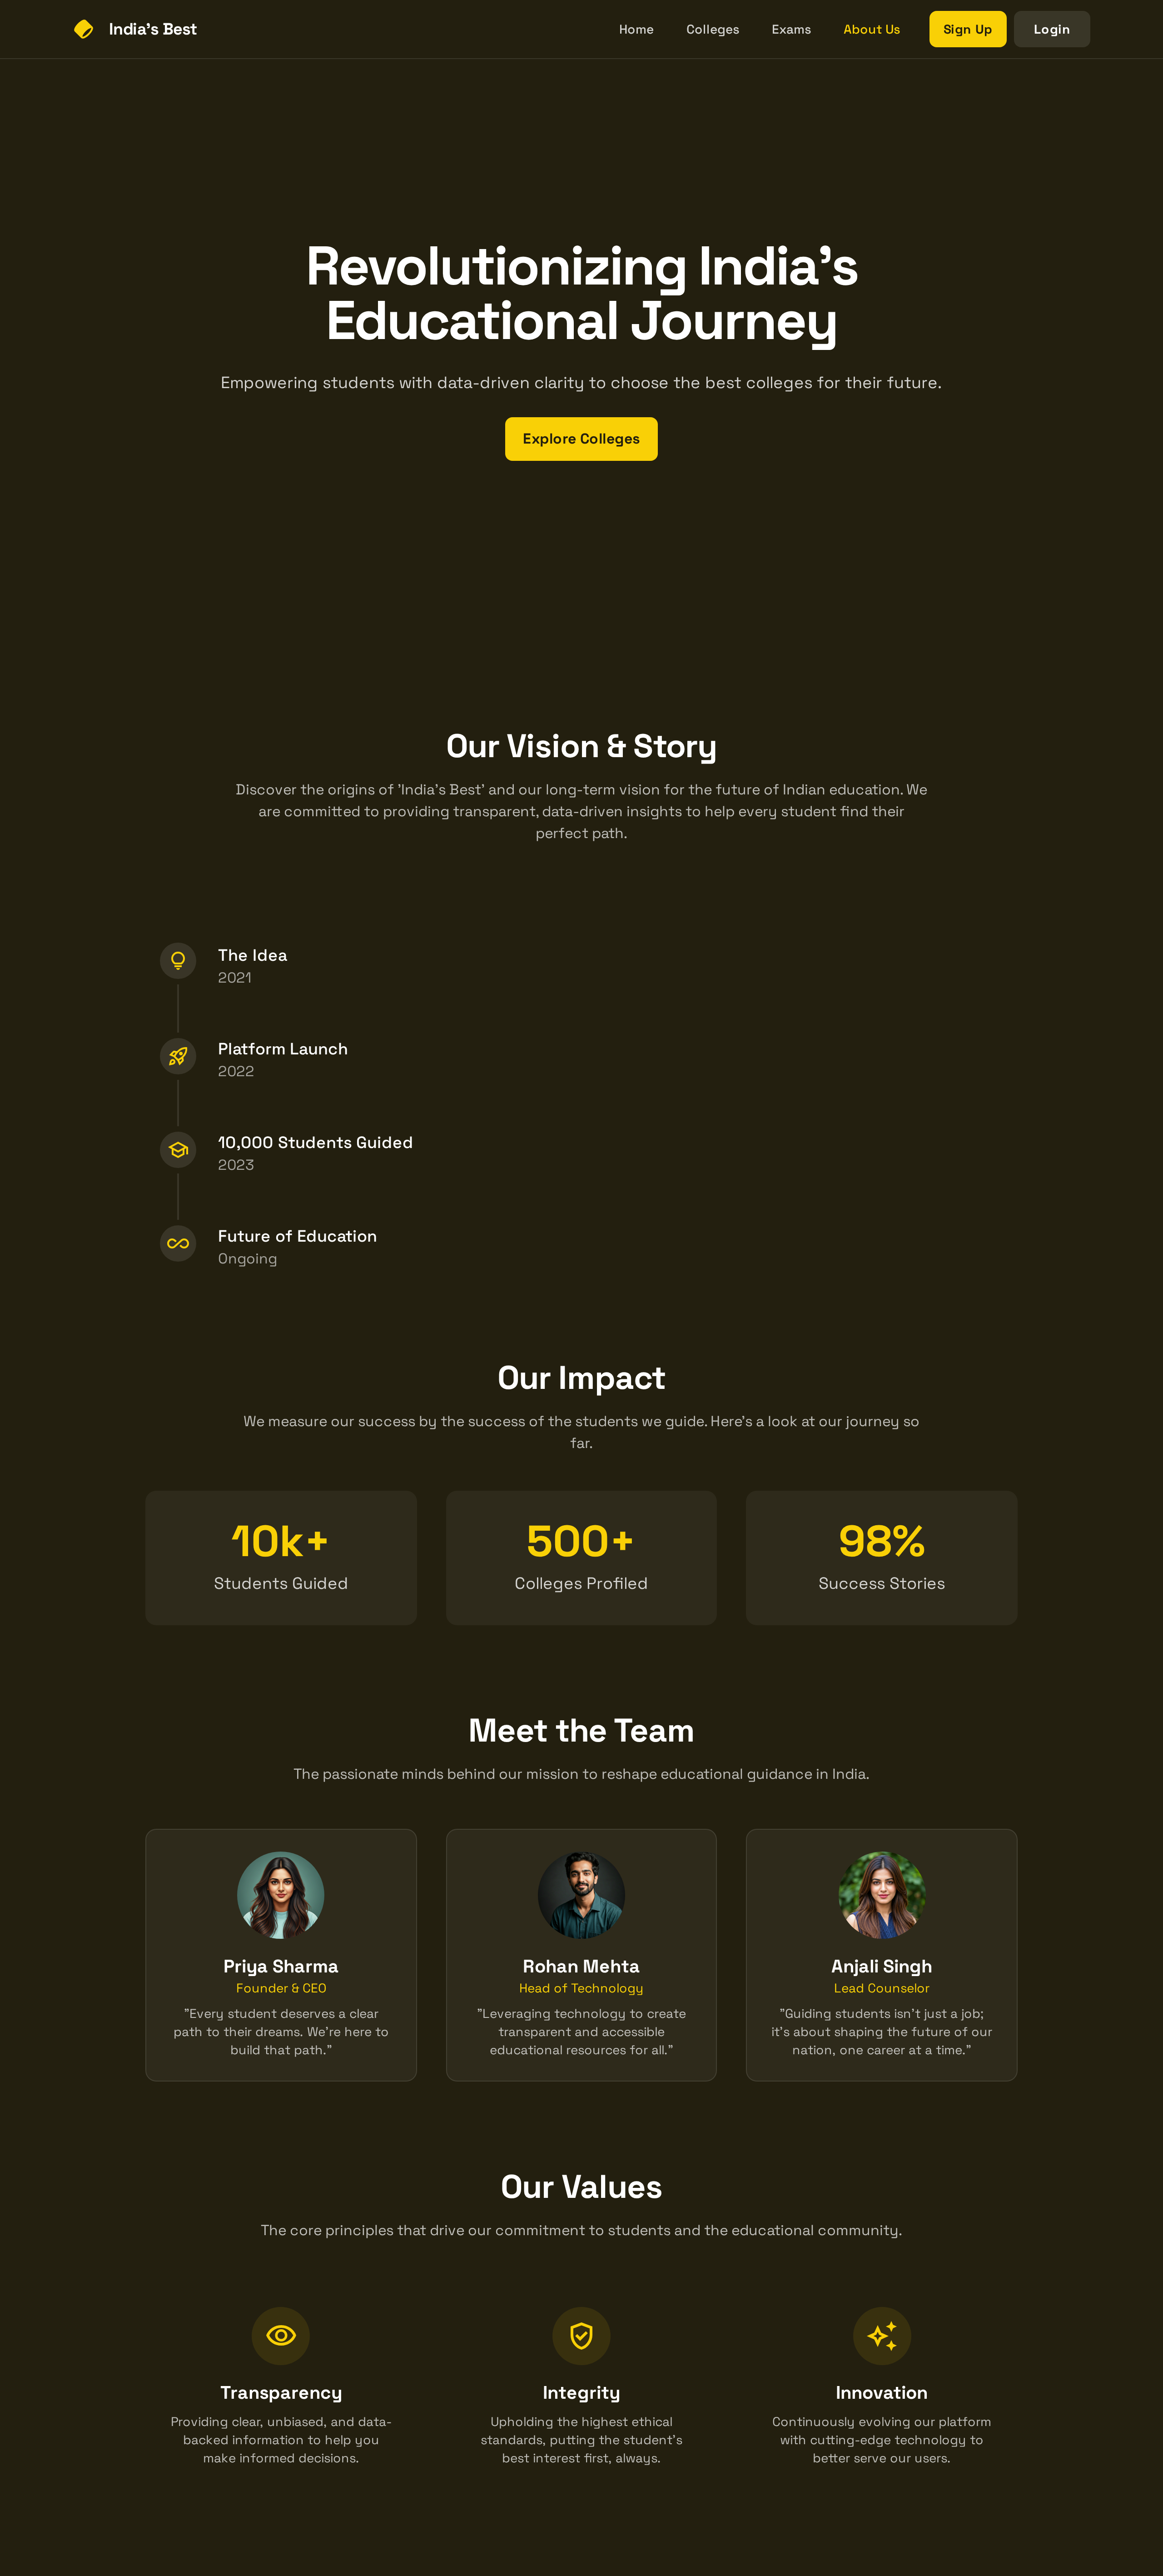 India's Best
Home
Colleges
Exams
About Us
Sign Up
Login
Revolutionizing India's
Educational Journey
Empowering students with data-driven clarity to choose the best colleges for their future.
Explore Colleges
Our Vision & Story
Discover the origins of 'India's Best' and our long-term vision for the future of Indian education. We
are committed to providing transparent, data-driven insights to help every student find their
perfect path.
The Idea
2021
Platform Launch
2022
10,000 Students Guided
2023
Future of Education
Ongoing
Our Impact
We measure our success by the success of the students we guide. Here's a look at our journey so
far.
10k+
Students Guided
500+
Colleges Profiled
98%
Success Stories
Meet the Team
The passionate minds behind our mission to reshape educational guidance in India.
Priya Sharma
Founder & CEO
"Every student deserves a clear
path to their dreams. We're here to
build that path."
Rohan Mehta
Head of Technology
"Leveraging technology to create
transparent and accessible
educational resources for all."
Anjali Singh
Lead Counselor
"Guiding students isn't just a job;
it's about shaping the future of our
nation, one career at a time."
Our Values
The core principles that drive our commitment to students and the educational community.
Transparency
Providing clear, unbiased, and data-
backed information to help you
make informed decisions.
Integrity
Upholding the highest ethical
standards, putting the student's
best interest first, always.
Innovation
Continuously evolving our platform
with cutting-edge technology to
better serve our users.